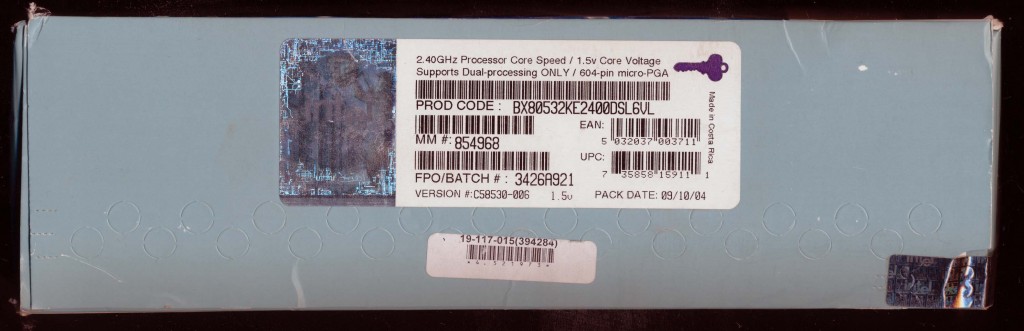 2.40GHz Processor Core Speed / 1.5v Core Voltage
Supports Dual-processing ONLY / 604-pin micro-PGA
PROD CODE : BX80532KE2400DSL6VL
EAN:
5 032037 003711
MM #: 854968
UPC:
7 35858 15911 1
FPO/BATCH # : 3426A921
VERSION #:C58530-006 1.5v PACK DATE: 09/10/04
Made in Costa Rica
19-117-015(394284)